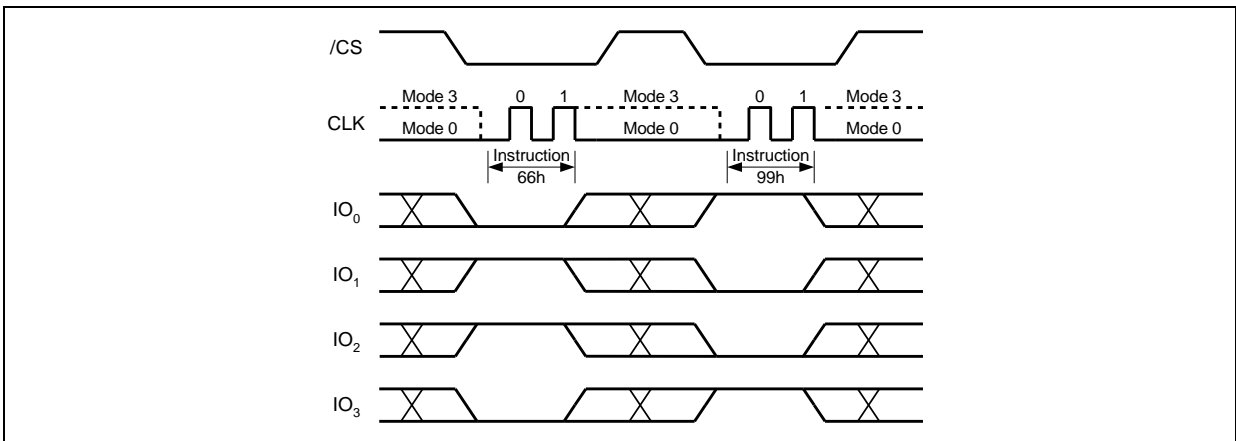 /CS
Mode 3 0 1 Mode 3 0 1 Mode 3
CLK
Mode 0 Mode 0 Mode 0
Instruction Instruction
66h 99h
IO0
IO1
IO2
IO3